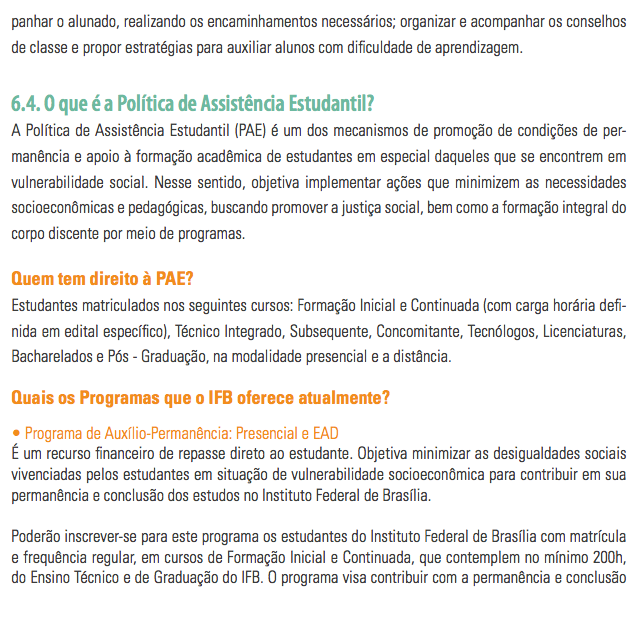 panhar o alunado, realizando os encaminhamentos necessários; organizar e acompanhar os conselhos
de classe e propor estratégias para auxiliar alunos com dificuldade de aprendizagem.
6.4. O que é a Política de Assistência Estudantil?
A Política de Assistência Estudantil (PAE) é um dos mecanismos de promoção de condições de per-
manência e apoio à formação acadêmica de estudantes em especial daqueles que se encontrem em
vulnerabilidade social. Nesse sentido, objetiva implementar ações que minimizem as necessidades
socioeconômicas e pedagógicas, buscando promover a justiça social, bem como a formação integral do
corpo discente por meio de programas.
Quem tem direito à PAE?
Estudantes matriculados nos seguintes cursos: Formação Inicial e Continuada (com carga horária defi-
nida em edital específico), Técnico Integrado, Subsequente, Concomitante, Tecnólogos, Licenciaturas,
Bacharelados e Pós - Graduação, na modalidade presencial e a distância.
Quais os Programas que o IFB oferece atualmente?
• Programa de Auxílio-Permanência: Presencial e EAD
É um recurso financeiro de repasse direto ao estudante. Objetiva minimizar as desigualdades sociais
vivenciadas pelos estudantes em situação de vulnerabilidade socioeconômica para contribuir em sua
permanência e conclusão dos estudos no Instituto Federal de Brasília.
Poderão inscrever-se para este programa os estudantes do Instituto Federal de Brasília com matrícula
e frequência regular, em cursos de Formação Inicial e Continuada, que contemplem no mínimo 200h,
do Ensino Técnico e de Graduação do IFB. O programa visa contribuir com a permanência e conclusão